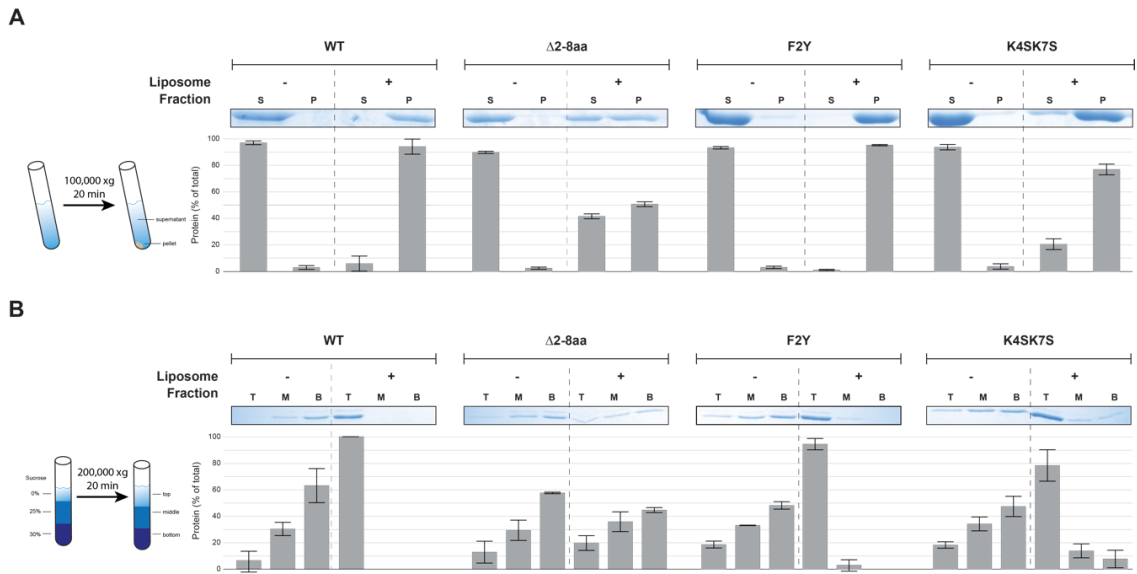 A
WT Δ2-8aa F2Y K4SK7S
Liposome - + - + - + - +
Fraction S P S P S P S P S P S P S P S P
100,000 xg
20 min
supernatant
pellet
Protein (% of total)
100
80
60
40
20
0
B
WT Δ2-8aa F2Y K4SK7S
Liposome - + - + - + - +
Fraction T M B T M B T M B T M B T M B T M B T M B T M B
200,000 xg
20 min
Sucrose
0%
25%
30%
top
middle
bottom
Protein (% of total)
100
80
60
40
20
0